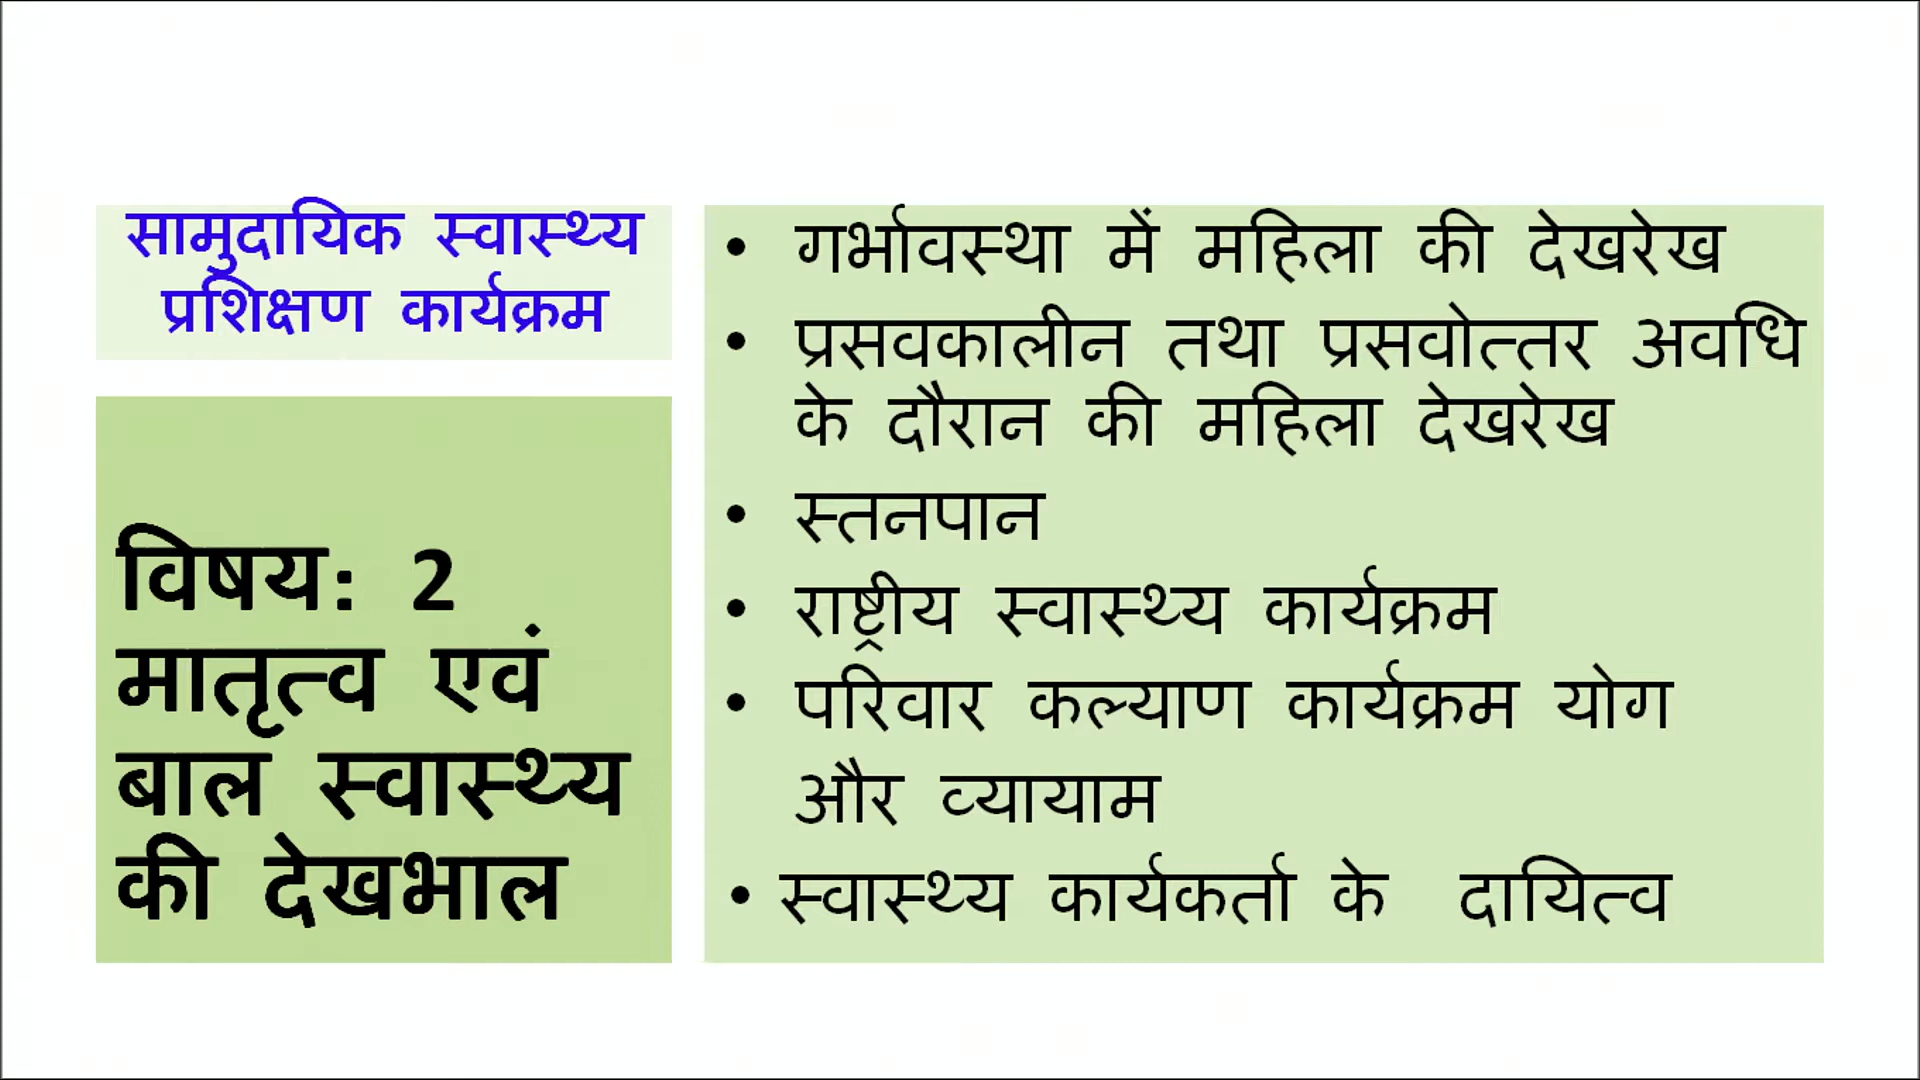 सामुदायिक स्वास्थ्य
प्रशिक्षण कार्यक्रम
विषय: 2
मातृत्व एवं
बाल स्वास्थ्य
की देखभाल
• गर्भावस्था में महिला की देखरेख
• प्रसवकालीन तथा प्रसवोत्तर अवधि
के दौरान की महिला देखरेख
• स्तनपान
• राष्ट्रीय स्वास्थ्य कार्यक्रम
• परिवार कल्याण कार्यक्रम योग
और व्यायाम
• स्वास्थ्य कार्यकर्ता के दायित्व